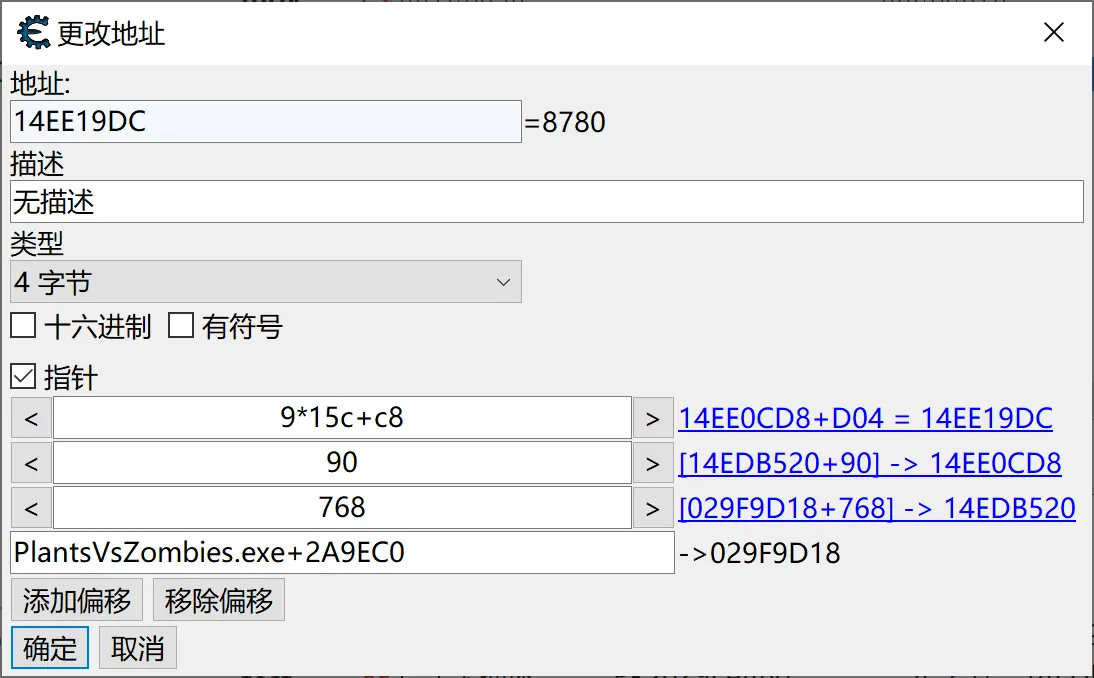 更改地址
地址:
14EE19DC =8780
描述
无描述
类型
4 字节
十六进制 有符号
指针
< 9*15c+c8 > 14EE0CD8+D04 = 14EE19DC
< 90 > [14EDB520+90] -> 14EE0CD8
< 768 > [029F9D18+768] -> 14EDB520
PlantsVsZombies.exe+2A9EC0 ->029F9D18
添加偏移 移除偏移
确定 取消